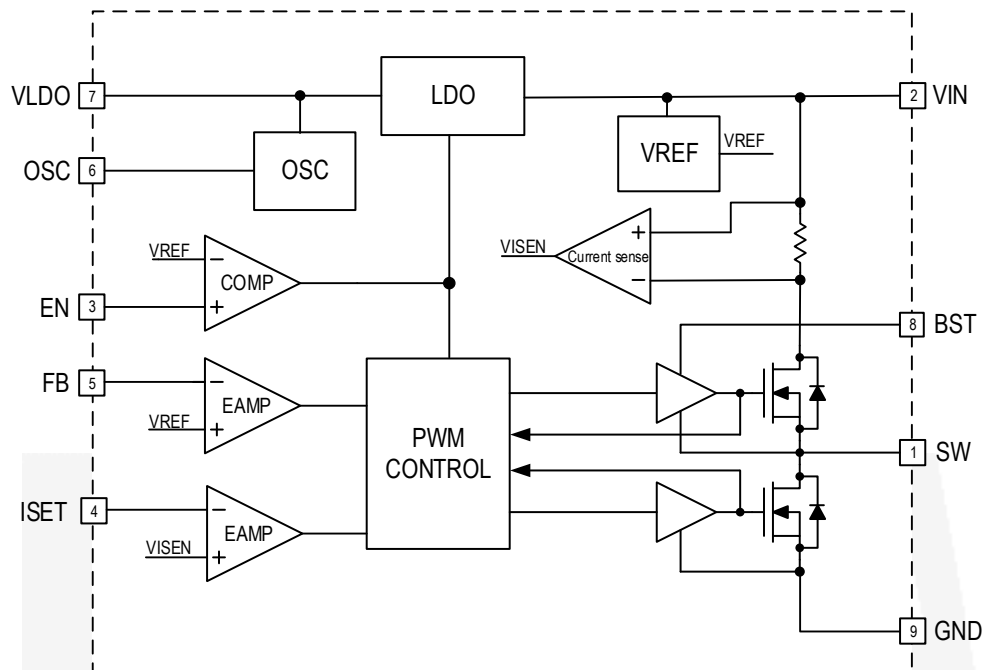 VLDO 7
LDO
2 VIN
OSC 6
OSC
VREF
VREF
VREF
−
COMP
+
EN 3
VISEN
+
Current sense
−
8 BST
FB 5
−
EAMP
VREF
+
PWM
CONTROL
1 SW
ISET 4
−
EAMP
VISEN
+
9 GND